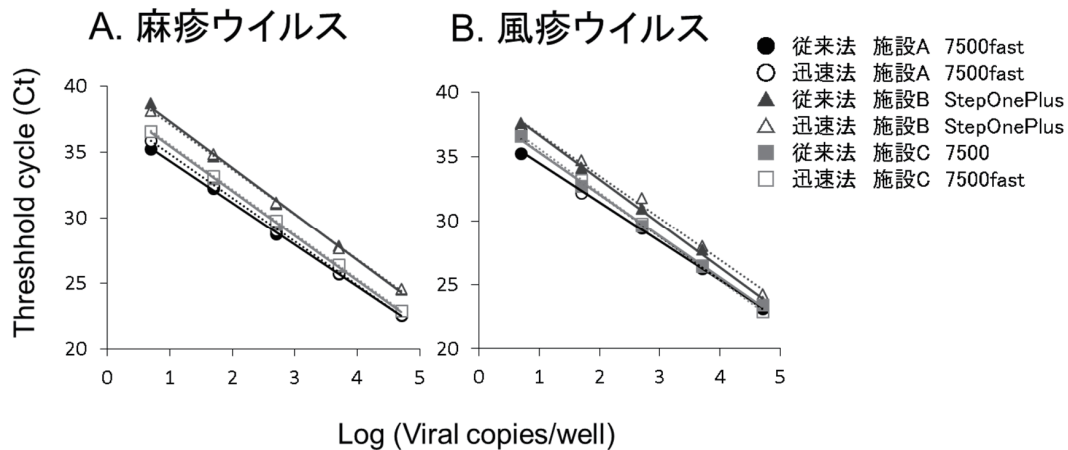 A. 麻疹ウイルス
B. 風疹ウイルス
Threshhold cycle (Ct)
40
35
30
25
20
0 1 2 3 4 5
40
35
30
25
20
0 1 2 3 4 5
Log (Viral copies/well)
従来法 施設A 7500fast
迅速法 施設A 7500fast
従来法 施設B StepOnePlus
迅速法 施設B StepOnePlus
従来法 施設C 7500
迅速法 施設C 7500fast